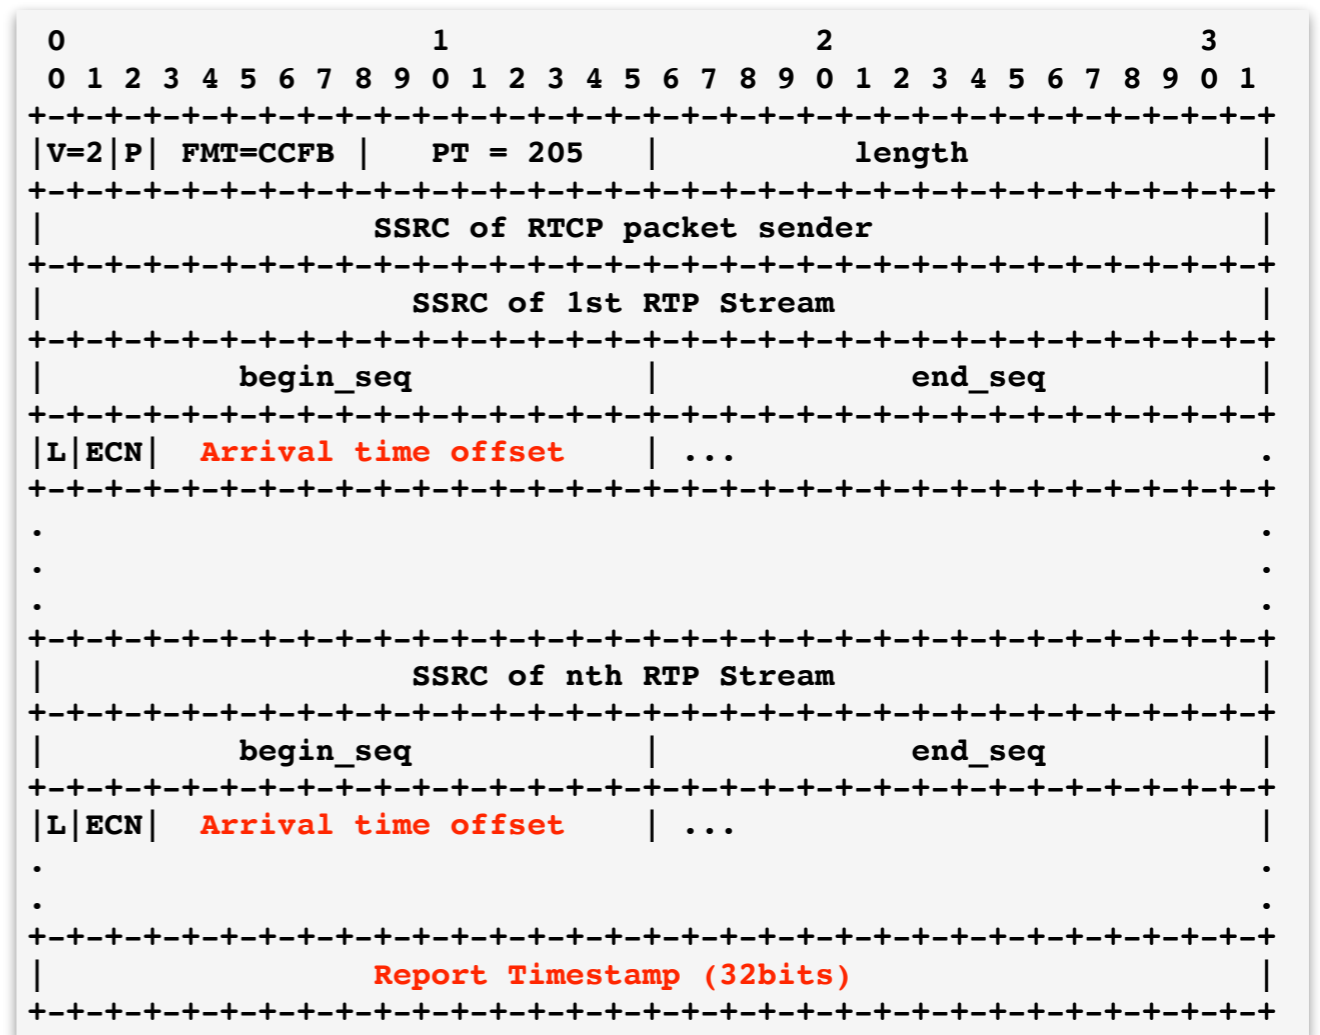 0                   1                   2                   3
 0 1 2 3 4 5 6 7 8 9 0 1 2 3 4 5 6 7 8 9 0 1 2 3 4 5 6 7 8 9 0 1
+-+-+-+-+-+-+-+-+-+-+-+-+-+-+-+-+-+-+-+-+-+-+-+-+-+-+-+-+-+-+-+-+
|V=2|P| FMT=CCFB |   PT = 205   |          length               |
+-+-+-+-+-+-+-+-+-+-+-+-+-+-+-+-+-+-+-+-+-+-+-+-+-+-+-+-+-+-+-+-+
|                 SSRC of RTCP packet sender                    |
+-+-+-+-+-+-+-+-+-+-+-+-+-+-+-+-+-+-+-+-+-+-+-+-+-+-+-+-+-+-+-+-+
|                   SSRC of 1st RTP Stream                      |
+-+-+-+-+-+-+-+-+-+-+-+-+-+-+-+-+-+-+-+-+-+-+-+-+-+-+-+-+-+-+-+-+
|          begin_seq            |             end_seq           |
+-+-+-+-+-+-+-+-+-+-+-+-+-+-+-+-+-+-+-+-+-+-+-+-+-+-+-+-+-+-+-+-+
|L|ECN|  Arrival time offset    | ...                           .
+-+-+-+-+-+-+-+-+-+-+-+-+-+-+-+-+-+-+-+-+-+-+-+-+-+-+-+-+-+-+-+-+
.                                                               .
.                                                               .
.                                                               .
+-+-+-+-+-+-+-+-+-+-+-+-+-+-+-+-+-+-+-+-+-+-+-+-+-+-+-+-+-+-+-+-+
|                   SSRC of nth RTP Stream                      |
+-+-+-+-+-+-+-+-+-+-+-+-+-+-+-+-+-+-+-+-+-+-+-+-+-+-+-+-+-+-+-+-+
|          begin_seq            |             end_seq           |
+-+-+-+-+-+-+-+-+-+-+-+-+-+-+-+-+-+-+-+-+-+-+-+-+-+-+-+-+-+-+-+-+
|L|ECN|  Arrival time offset    | ...                           |
.                                                               .
.                                                               .
+-+-+-+-+-+-+-+-+-+-+-+-+-+-+-+-+-+-+-+-+-+-+-+-+-+-+-+-+-+-+-+-+
|                 Report Timestamp (32bits)                     |
+-+-+-+-+-+-+-+-+-+-+-+-+-+-+-+-+-+-+-+-+-+-+-+-+-+-+-+-+-+-+-+-+